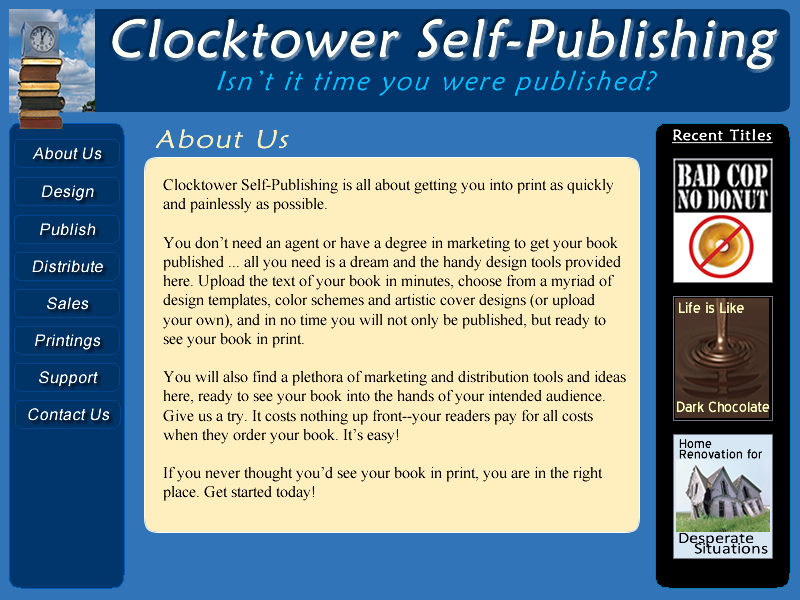 Clocktower Self-Publishing
Isn't it time you were published?
About Us
Design
Publish
Distribute
Sales
Printings
Support
Contact Us
About Us
Clocktower Self-Publishing is all about getting you into print as quickly
and painlessly as possible.
You don't need an agent or have a degree in marketing to get your book
published ... all you need is a dream and the handy design tools provided
here. Upload the text of your book in minutes, choose from a myriad of
design templates, color schemes and artistic cover designs (or upload
your own), and in no time you will not only be published, but ready to
see your book in print.
You will also find a plethora of marketing and distribution tools and ideas
here, ready to see your book into the hands of your intended audience.
Give us a try. It costs nothing up front--your readers pay for all costs
when they order your book. It's easy!
If you never thought you'd see your book in print, you are in the right
place. Get started today!
Recent Titles
BAD COP
NO DONUT
Life is Like
Dark Chocolate
Home
Renovation for
Desperate
Situations